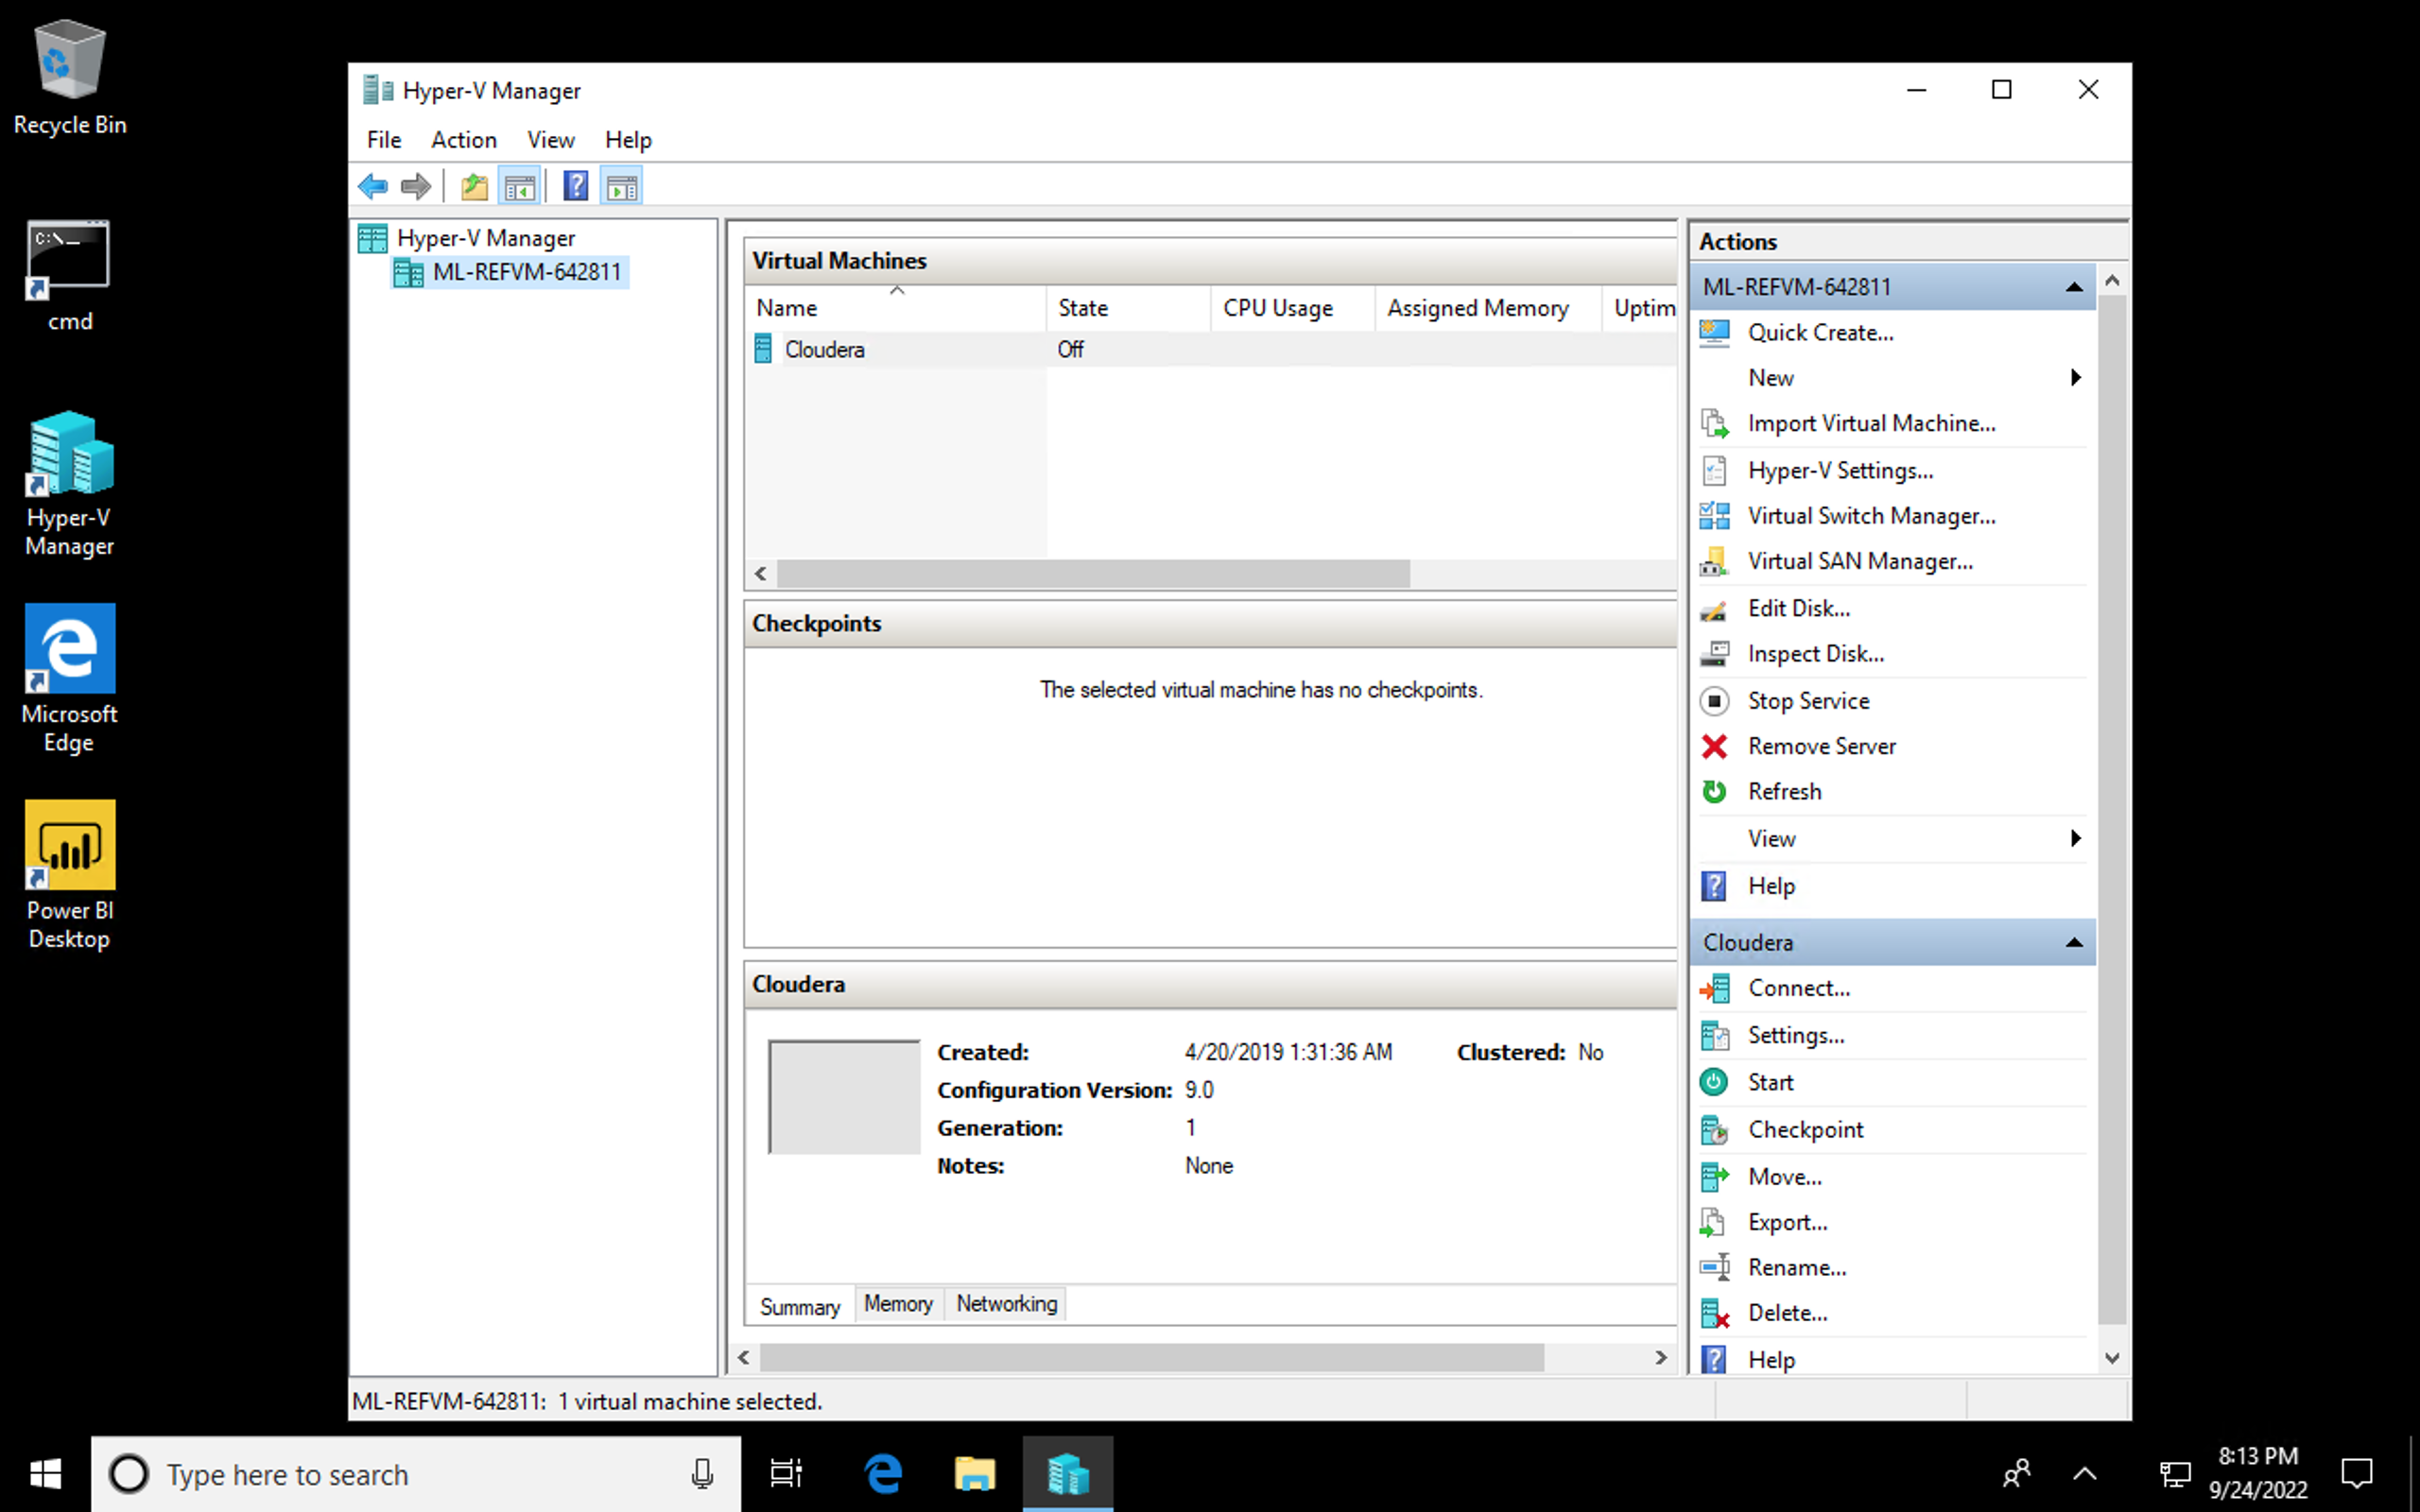 Recycle Bin
cmd
Hyper-V
Manager
Microsoft
Edge
Power BI
Desktop
Hyper-V Manager
File Action View Help
Hyper-V Manager
ML-REFVM-642811
Virtual Machines
Name State CPU Usage Assigned Memory Uptim
Cloudera Off
Checkpoints
The selected virtual machine has no checkpoints.
Cloudera
Created: 4/20/2019 1:31:36 AM Clustered: No
Configuration Version: 9.0
Generation: 1
Notes: None
Summary Memory Networking
Actions
ML-REFVM-642811
Quick Create...
New
Import Virtual Machine...
Hyper-V Settings...
Virtual Switch Manager...
Virtual SAN Manager...
Edit Disk...
Inspect Disk...
Stop Service
Remove Server
Refresh
View
Help
Cloudera
Connect...
Settings...
Start
Checkpoint
Move...
Export...
Rename...
Delete...
Help
ML-REFVM-642811: 1 virtual machine selected.
Type here to search
8:13 PM
9/24/2022